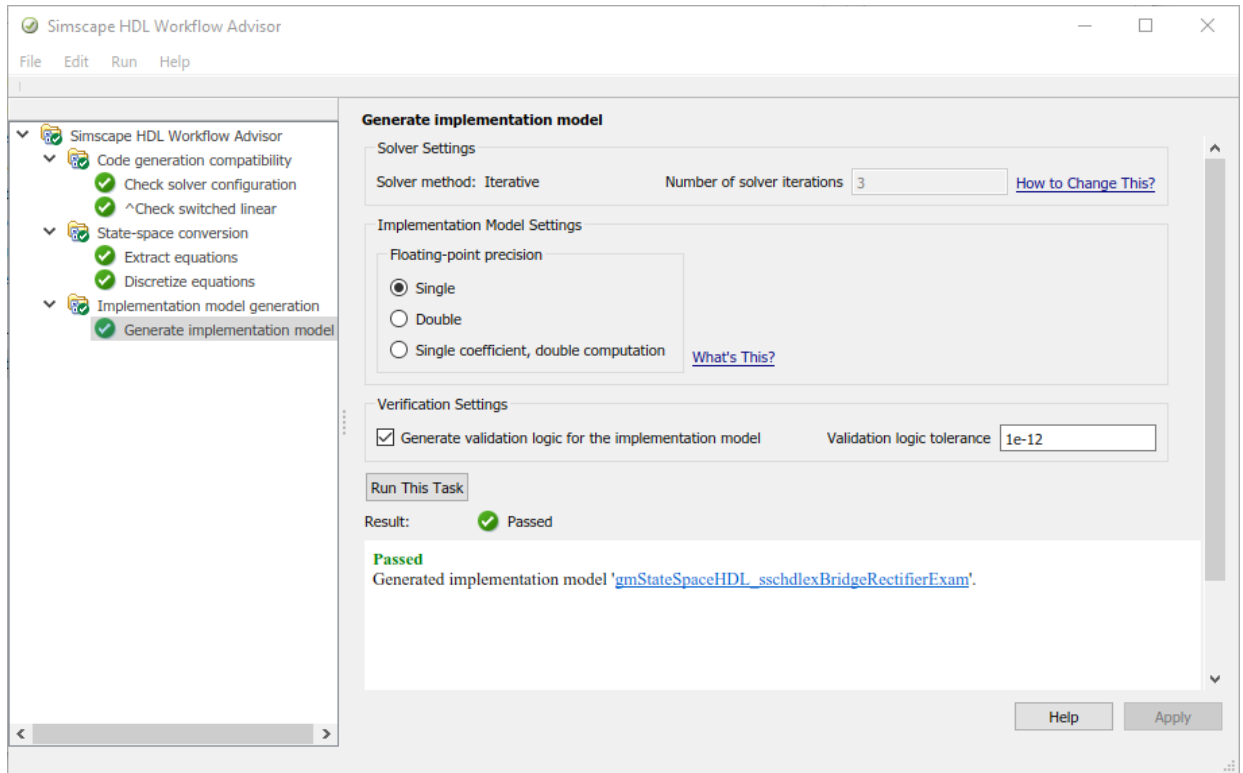 Simscape HDL Workflow Advisor
File Edit Run Help
Simscape HDL Workflow Advisor
Code generation compatibility
Check solver configuration
^Check switched linear
State-space conversion
Extract equations
Discretize equations
Implementation model generation
Generate implementation model
Generate implementation model
Solver Settings
Solver method: Iterative Number of solver iterations 3 How to Change This?
Implementation Model Settings
Floating-point precision
Single
Double
Single coefficient, double computation What's This?
Verification Settings
Generate validation logic for the implementation model Validation logic tolerance 1e-12
Run This Task
Result: Passed
Passed
Generated implementation model 'gmStateSpaceHDL_sschdlexBridgeRectifierExam'.
Help Apply